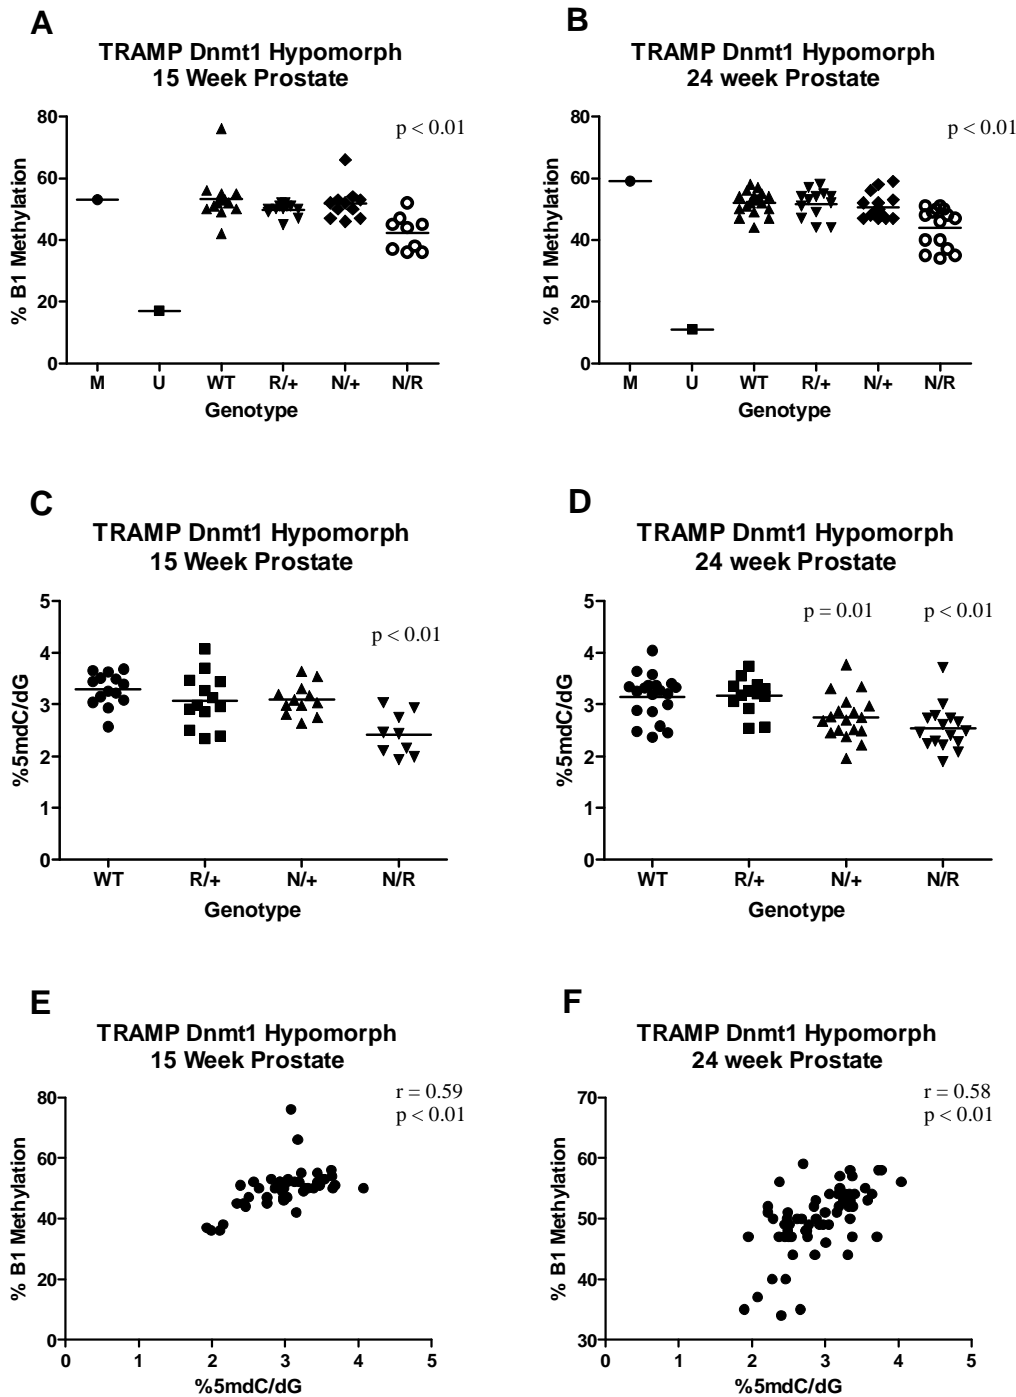 A
TRAMP Dnmt1 Hypomorph
15 Week Prostate
p < 0.01
% B1 Methylation
80
60
40
20
0
M U WT R/+ N/+ N/R
Genotype
B
TRAMP Dnmt1 Hypomorph
24 week Prostate
p < 0.01
% B1 Methylation
80
60
40
20
0
M U WT R/+ N/+ N/R
Genotype
C
TRAMP Dnmt1 Hypomorph
15 Week Prostate
p < 0.01
%5mdC/dG
5
4
3
2
1
0
WT R/+ N/+ N/R
Genotype
D
TRAMP Dnmt1 Hypomorph
24 week Prostate
p = 0.01 p < 0.01
%5mdC/dG
5
4
3
2
1
0
WT R/+ N/+ N/R
Genotype
E
TRAMP Dnmt1 Hypomorph
15 Week Prostate
r = 0.59
p < 0.01
% B1 Methylation
80
60
40
20
0
0 1 2 3 4 5
%5mdC/dG
F
TRAMP Dnmt1 Hypomorph
24 week Prostate
r = 0.58
p < 0.01
% B1 Methylation
70
60
50
40
30
0 1 2 3 4 5
%5mdC/dG